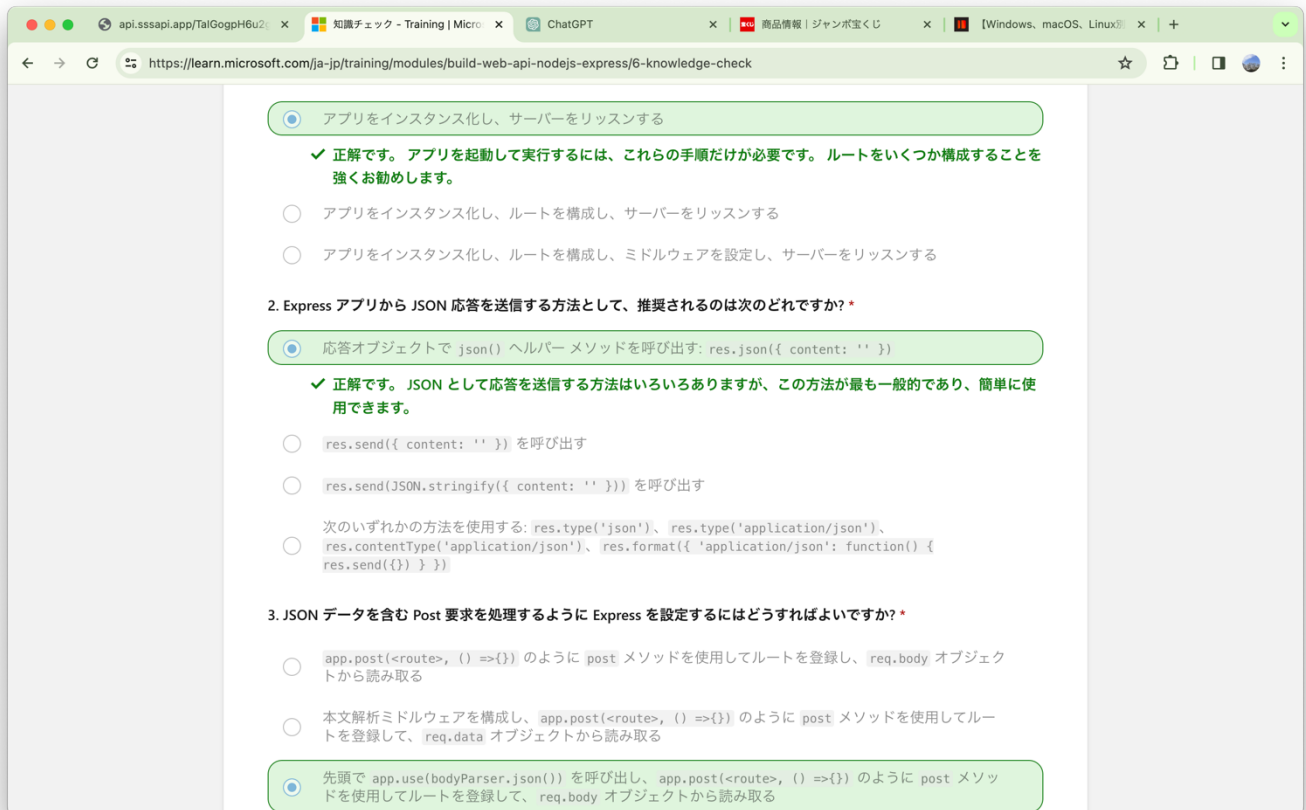 api.sssapi.app/TaIGogpH6u2
知識チェック - Training | Micro
ChatGPT
商品情報 | ジャンボ宝くじ
【Windows、macOS、Linux別
https://learn.microsoft.com/ja-jp/training/modules/build-web-api-nodejs-express/6-knowledge-check
アプリをインスタンス化し、サーバーをリッスンする
正解です。 アプリを起動して実行するには、これらの手順だけが必要です。 ルートをいくつか構成することを
強くお勧めします。
アプリをインスタンス化し、ルートを構成し、サーバーをリッスンする
アプリをインスタンス化し、ルートを構成し、ミドルウェアを設定し、サーバーをリッスンする
2. Express アプリから JSON 応答を送信する方法として、推奨されるのは次のどれですか? *
応答オブジェクトで json() ヘルパー メソッドを呼び出す: res.json({ content: '' })
正解です。 JSON として応答を送信する方法はいろいろありますが、この方法が最も一般的であり、簡単に使
用できます。
res.send({ content: '' }) を呼び出す
res.send(JSON.stringify({ content: '' })) を呼び出す
次のいずれかの方法を使用する: res.type('json')、res.type('application/json')、
res.contentType('application/json')、res.format({ 'application/json': function() {
res.send({}) } })
3. JSON データを含む Post 要求を処理するように Express を設定するにはどうすればよいですか? *
app.post(<route>, () =>{}) のように post メソッドを使用してルートを登録し、req.body オブジェク
トから読み取る
本文解析ミドルウェアを構成し、app.post(<route>, () =>{}) のように post メソッドを使用してルー
トを登録して、req.data オブジェクトから読み取る
先頭で app.use(bodyParser.json()) を呼び出し、app.post(<route>, () =>{}) のように post メソッ
ドを使用してルートを登録して、req.body オブジェクトから読み取る